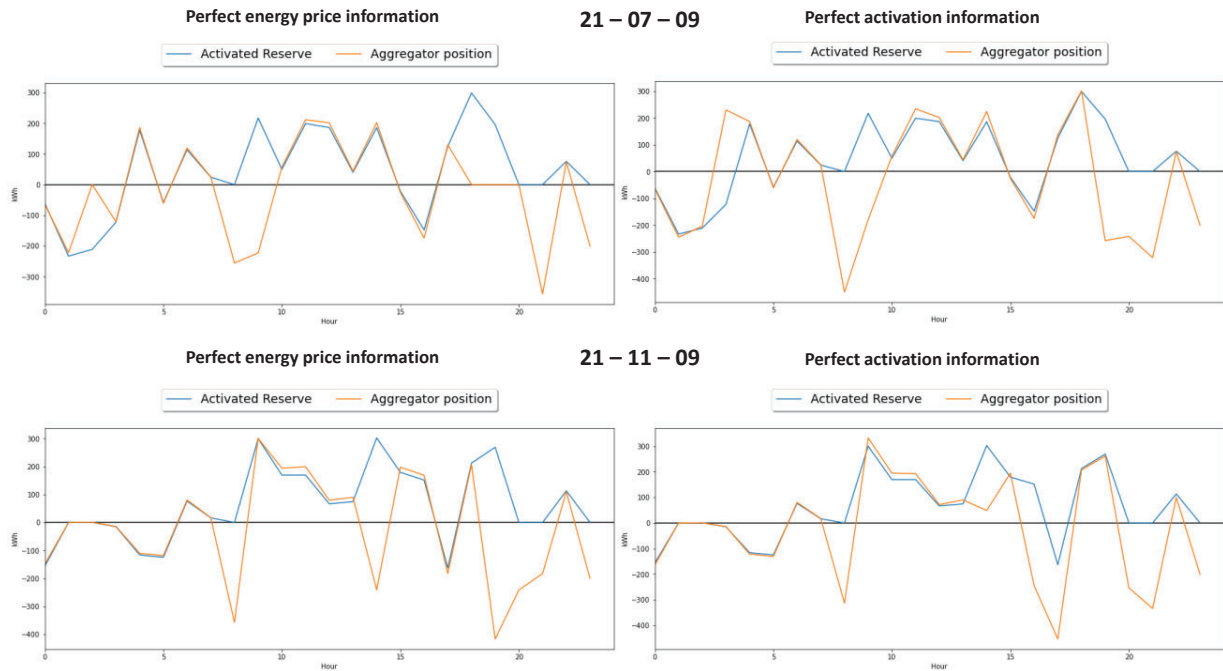 Perfect energy price information
21 – 07 – 09
Perfect activation information
Activated Reserve
Aggregator position
Activated Reserve
Aggregator position
300
200
100
0
−100
−200
−300
kWh
0
5
10
15
20
Hour
300
200
100
0
−100
−200
−300
−400
kWh
0
5
10
15
20
Hour
Perfect energy price information
21 – 11 – 09
Perfect activation information
Activated Reserve
Aggregator position
Activated Reserve
Aggregator position
300
200
100
0
−100
−200
−300
−400
kWh
0
5
10
15
20
Hour
300
200
100
0
−100
−200
−300
−400
kWh
0
5
10
15
20
Hour